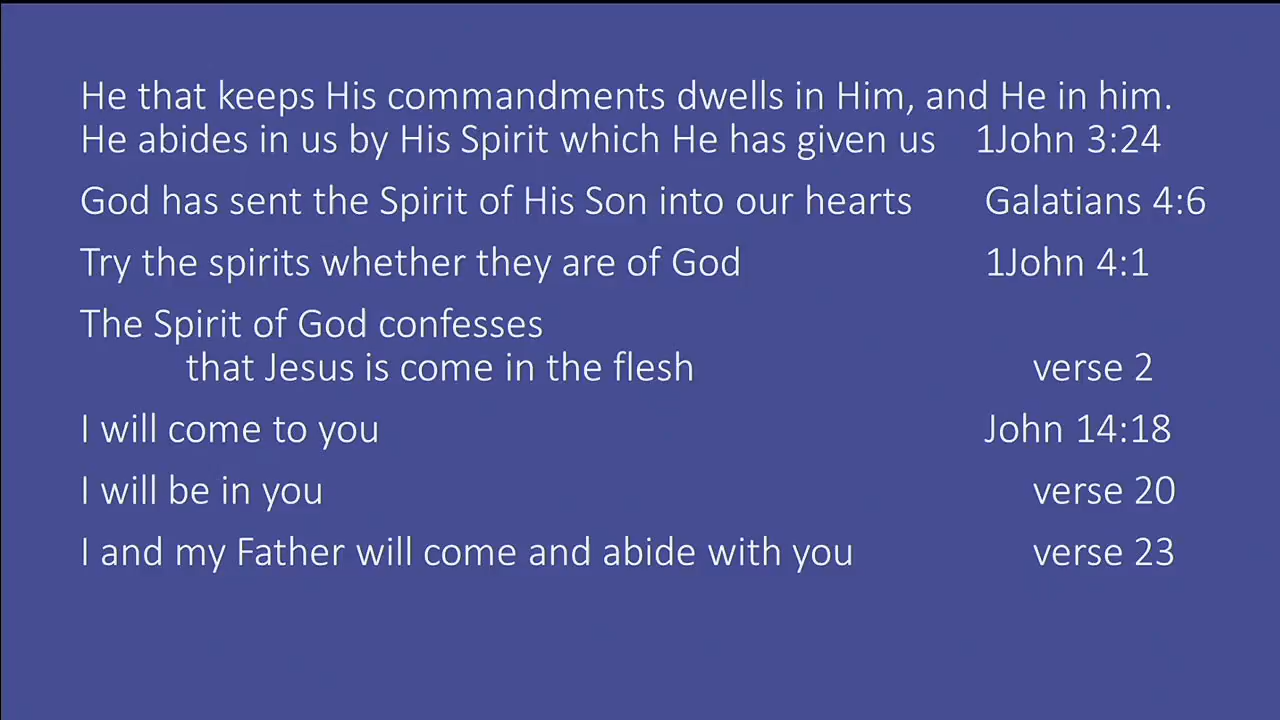 He that keeps His commandments dwells in Him, and He in him.
He abides in us by His Spirit which He has given us 1John 3:24
God has sent the Spirit of His Son into our hearts Galatians 4:6
Try the spirits whether they are of God 1John 4:1
The Spirit of God confesses
that Jesus is come in the flesh verse 2
I will come to you John 14:18
I will be in you verse 20
I and my Father will come and abide with you verse 23